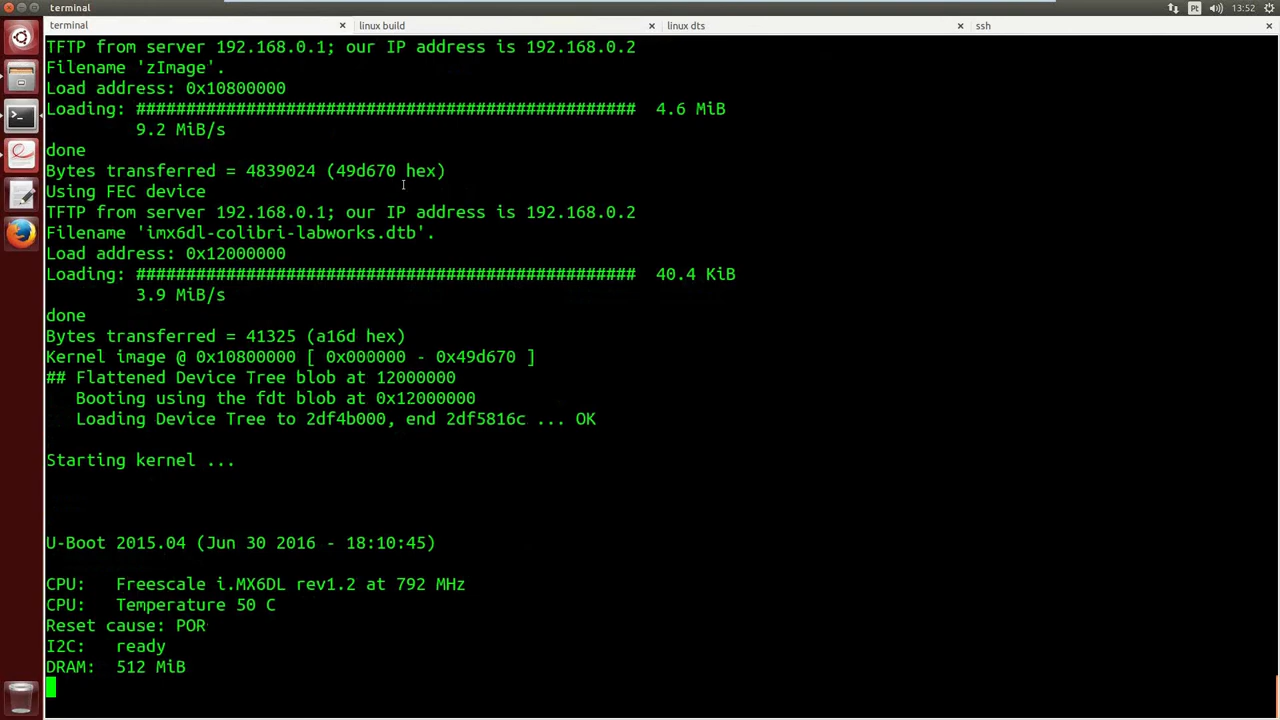 terminal
Pt
13:52
terminal × linux build × linux dts × ssh ×
TFTP from server 192.168.0.1; our IP address is 192.168.0.2
Filename 'zImage'.
Load address: 0x10800000
Loading: ################################################## 4.6 MiB
9.2 MiB/s
done
Bytes transferred = 4839024 (49d670 hex)
Using FEC device
TFTP from server 192.168.0.1; our IP address is 192.168.0.2
Filename 'imx6dl-colibri-labworks.dtb'.
Load address: 0x12000000
Loading: ################################################## 40.4 KiB
3.9 MiB/s
done
Bytes transferred = 41325 (a16d hex)
Kernel image @ 0x10800000 [ 0x000000 - 0x49d670 ]
## Flattened Device Tree blob at 12000000
Booting using the fdt blob at 0x12000000
Loading Device Tree to 2df4b000, end 2df5816c ... OK
Starting kernel ...
U-Boot 2015.04 (Jun 30 2016 - 18:10:45)
CPU: Freescale i.MX6DL rev1.2 at 792 MHz
CPU: Temperature 50 C
Reset cause: POR
I2C: ready
DRAM: 512 MiB